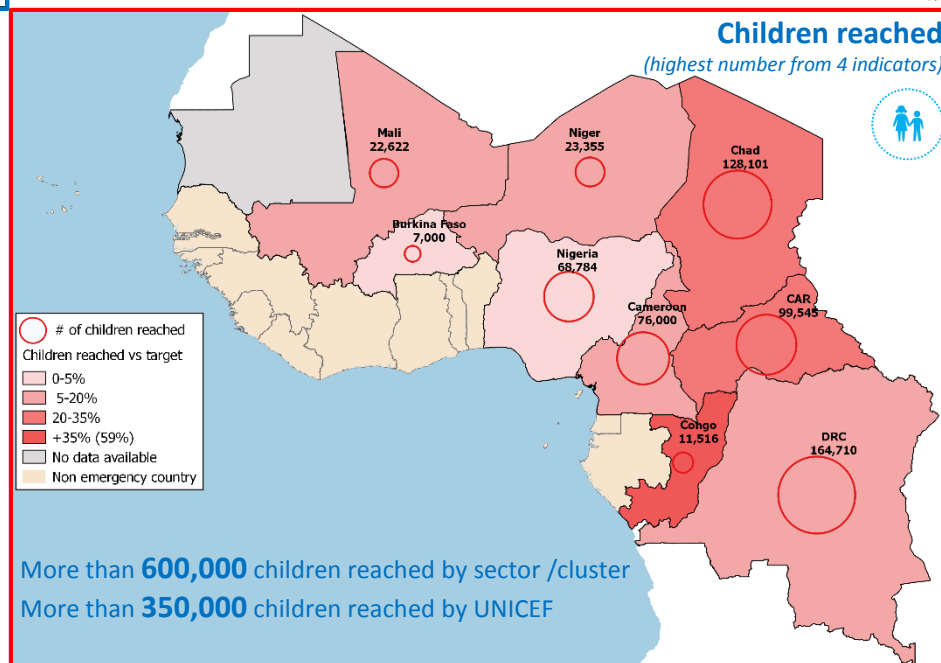 Children reached
(highest number from 4 indicators)
Mali
22,622
Niger
23,355
Chad
128,101
Burkina Faso
7,000
Nigeria
68,784
Cameroon
76,000
CAR
99,545
Congo
11,516
DRC
164,710
# of children reached
Children reached vs target
0-5%
5-20%
20-35%
+35% (59%)
No data available
Non emergency country
More than 600,000 children reached by sector /cluster
More than 350,000 children reached by UNICEF